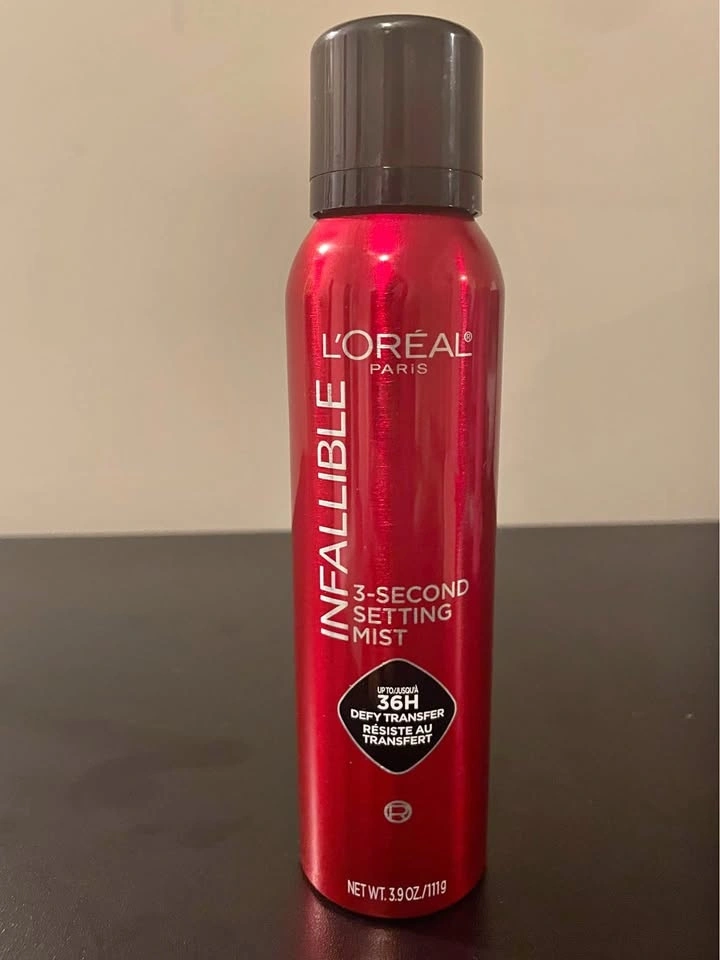 L'ORÉAL®
PARIS
INFALLIBLE
3-SECOND
SETTING
MIST
UP TO/JUSQU'À
36H
DEFY TRANSFER
RÉSISTE AU
TRANSFERT
NET WT. 3.9 OZ./111g